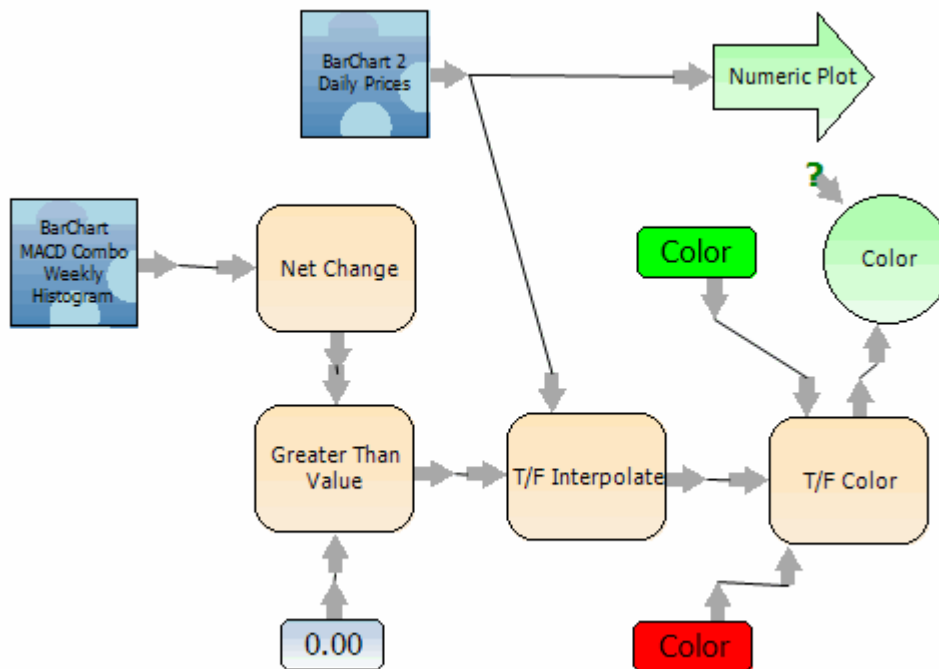 BarChart 2
Daily Prices
Numeric Plot
?
BarChart
MACD Combo
Weekly
Histogram
Net Change
Color
Color
Greater Than
Value
T/F Interpolate
T/F Color
0.00
Color